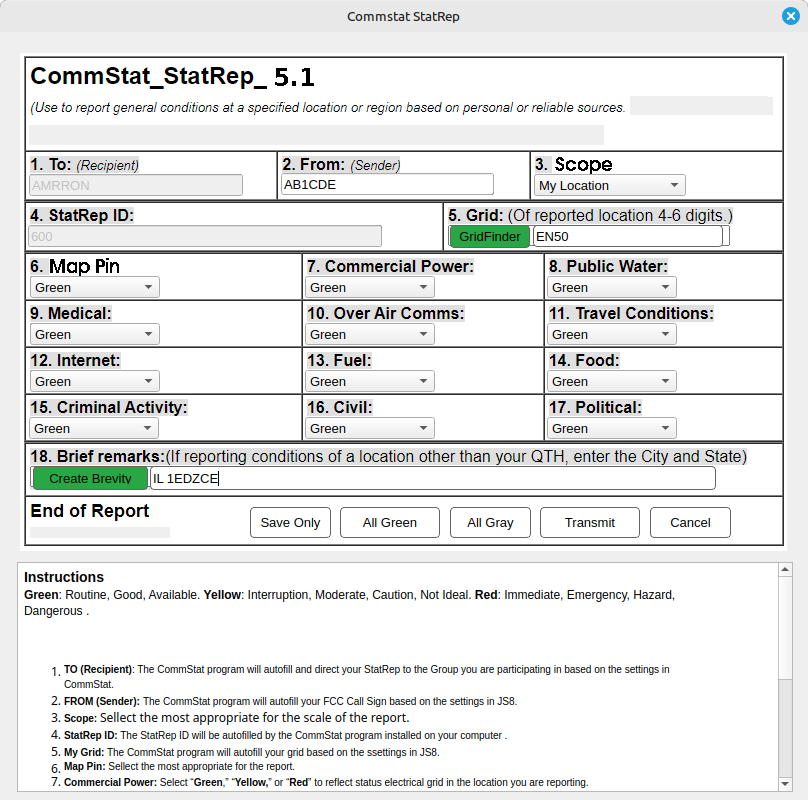 Commstat StatRep
CommStat_StatRep_ 5.1
(Use to report general conditions at a specified location or region based on personal or reliable sources.
1. To: (Recipient)
AMRRON
2. From: (Sender)
AB1CDE
3. Scope
My Location
4. StatRep ID:
600
5. Grid: (Of reported location 4-6 digits.)
GridFinder
EN50
6. Map Pin
Green
7. Commercial Power:
Green
8. Public Water:
Green
9. Medical:
Green
10. Over Air Comms:
Green
11. Travel Conditions:
Green
12. Internet:
Green
13. Fuel:
Green
14. Food:
Green
15. Criminal Activity:
Green
16. Civil:
Green
17. Political:
Green
18. Brief remarks:(If reporting conditions of a location other than your QTH, enter the City and State)
Create Brevity
IL 1EDZCE
End of Report
Save Only
All Green
All Gray
Transmit
Cancel
Instructions
Green: Routine, Good, Available. Yellow: Interruption, Moderate, Caution, Not Ideal. Red: Immediate, Emergency, Hazard,
Dangerous .
1. TO (Recipient): The CommStat program will autofill and direct your StatRep to the Group you are participating in based on the settings in
CommStat.
2. FROM (Sender): The CommStat program will autofill your FCC Call Sign based on the settings in JS8.
3. Scope: Select the most appropriate for the scale of the report.
4. StatRep ID: The StatRep ID will be autofilled by the CommStat program installed on your computer .
5. My Grid: The CommStat program will autofill your grid based on the ssettings in JS8.
6. Map Pin: Sellect the most appropriate for the report.
7. Commercial Power: Select “Green,” “Yellow,” or “Red” to reflect status electrical grid in the location you are reporting.